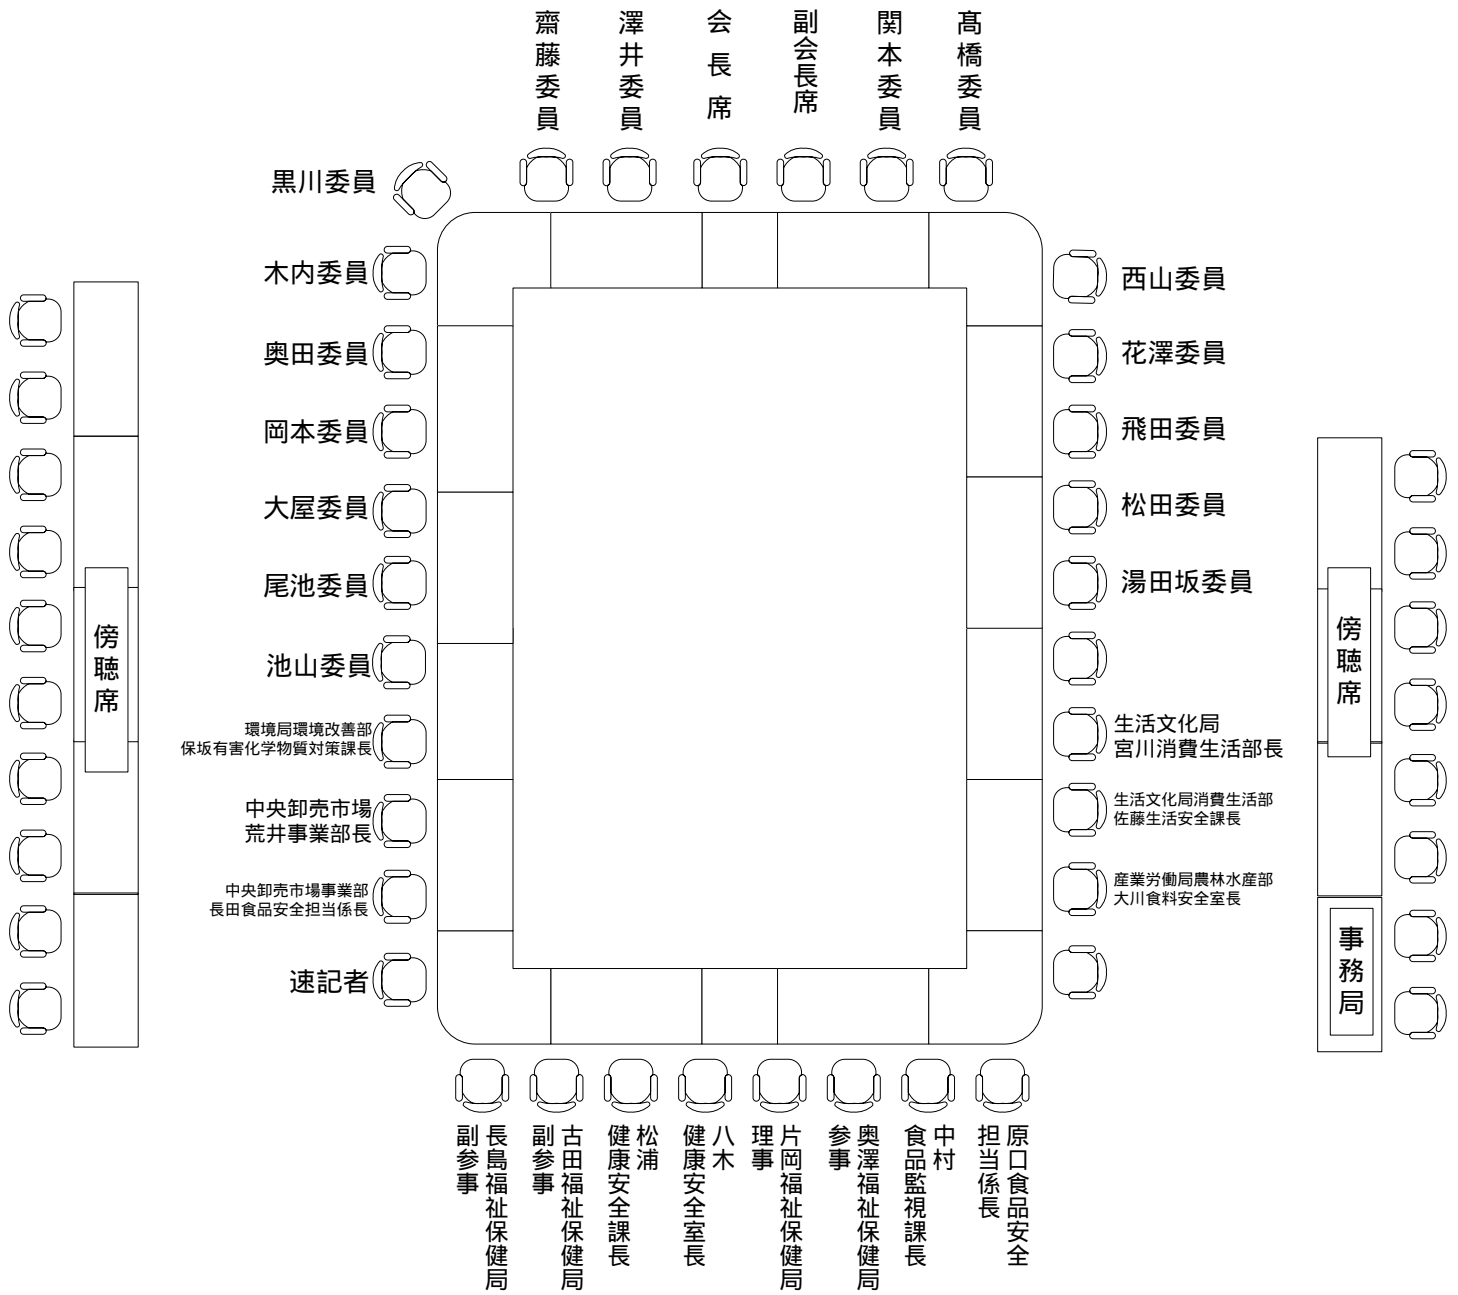 齋藤委員
澤井委員
会長席
副会長席
関本委員
髙橋委員
黒川委員
木内委員
奥田委員
岡本委員
大屋委員
尾池委員
池山委員
環境局環境改善部
保坂有害化学物質対策課長
中央卸売市場
荒井事業部長
中央卸売市場事業部
長田食品安全担当係長
速記者
西山委員
花澤委員
飛田委員
松田委員
湯田坂委員
生活文化局
宮川消費生活部長
生活文化局消費生活部
佐藤生活安全課長
産業労働局農林水産部
大川食料安全室長
傍聴席
傍聴席
事務局
長島福祉保健局
副参事
古田福祉保健局
副参事
松浦
健康安全課長
八木
健康安全室長
片岡福祉保健局
理事
奥澤福祉保健局
参事
中村
食品監視課長
原口食品安全
担当係長